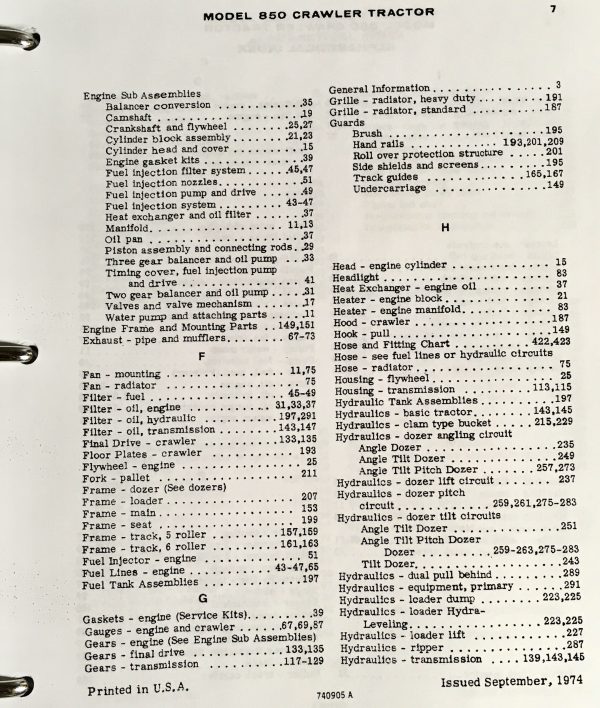 MODEL 850 CRAWLER TRACTOR
7
Engine Sub Assemblies
Balancer conversion . . . . . . . . . . .35
Camshaft . . . . . . . . . . . . . . . . . .19
Crankshaft and flywheel . . . . . . .25,27
Cylinder block assembly . . . . . . .21,23
Cylinder head and cover . . . . . . . . .15
Engine gasket kits . . . . . . . . . . . .39
Fuel injection filter system . . . . . .45,47
Fuel injection nozzles . . . . . . . . . .51
Fuel injection pump and drive . . . . .49
Fuel injection system . . . . . . . . 43-47
Heat exchanger and oil filter . . . . . .37
Manifold . . . . . . . . . . . . . . . . 11,13
Oil pan . . . . . . . . . . . . . . . . . .37
Piston assembly and connecting rods . .29
Three gear balancer and oil pump . . .33
Timing cover, fuel injection pump
and drive . . . . . . . . . . . . . . . 41
Two gear balancer and oil pump . . . .31
Valves and valve mechanism . . . . . .17
Water pump and attaching parts . . . .11
Engine Frame and Mounting Parts . . 149,151
Exhaust - pipe and mufflers . . . . . . . 67-73
F
Fan - mounting . . . . . . . . . . . . . . 11,75
Fan - radiator . . . . . . . . . . . . . . . . 75
Filter - fuel . . . . . . . . . . . . . . . . 45-49
Filter - oil, engine . . . . . . . . . . 31,33,37
Filter - oil, hydraulic . . . . . . . . . 197,291
Filter - oil, transmission . . . . . . . 143,147
Final Drive - crawler . . . . . . . . . 133,135
Floor Plates - crawler . . . . . . . . . . . 193
Flywheel - engine . . . . . . . . . . . . . . 25
Fork - pallet . . . . . . . . . . . . . . . . 211
Frame - dozer (See dozers)
Frame - loader . . . . . . . . . . . . . . . 207
Frame - main . . . . . . . . . . . . . . . . 153
Frame - seat . . . . . . . . . . . . . . . . 199
Frame - track, 5 roller . . . . . . . . 157,159
Frame - track, 6 roller . . . . . . . . 161,163
Fuel Injector - engine . . . . . . . . . . . . 51
Fuel Lines - engine . . . . . . . . . . 43-47,65
Fuel Tank Assemblies . . . . . . . . . . . .197
G
Gaskets - engine (Service Kits) . . . . . . . .39
Gauges - engine and crawler . . . . .67,69,87
Gears - engine (See Engine Sub Assemblies)
Gears - final drive . . . . . . . . . . . 133,135
Gears - transmission . . . . . . . . . .117-129
General Information . . . . . . . . . . . . . . 3
Grille - radiator, heavy duty . . . . . . . . 191
Grille - radiator, standard . . . . . . . . . .187
Guards
Brush . . . . . . . . . . . . . . . . . . .195
Hand rails . . . . . . . . . . 193,201,209
Roll over protection structure . . . . .201
Side shields and screens . . . . . . . . .195
Track guides . . . . . . . . . . . . 165,167
Undercarriage . . . . . . . . . . . . . .149
H
Head - engine cylinder . . . . . . . . . . . . 15
Headlight . . . . . . . . . . . . . . . . . . . 83
Heat Exchanger - engine oil . . . . . . . . . 37
Heater - engine block . . . . . . . . . . . . . 21
Heater - engine manifold . . . . . . . . . . . 83
Hood - crawler . . . . . . . . . . . . . . . .187
Hook - pull . . . . . . . . . . . . . . . . . .149
Hose and Fitting Chart . . . . . . . . . 422,423
Hose - see fuel lines or hydraulic circuits
Hose - radiator . . . . . . . . . . . . . . . . 75
Housing - flywheel . . . . . . . . . . . . . . 25
Housing - transmission . . . . . . . . . 113,115
Hydraulic Tank Assemblies . . . . . . . . . .197
Hydraulics - basic tractor . . . . . . . 143,145
Hydraulics - clam type bucket . . . . . 215,229
Hydraulics - dozer angling circuit
Angle Dozer . . . . . . . . . . . . . . . .235
Angle Tilt Dozer . . . . . . . . . . . . . .249
Angle Tilt Pitch Dozer . . . . . . . 257,273
Hydraulics - dozer lift circuit . . . . . . . 237
Hydraulics - dozer pitch
circuit . . . . . . . . . . . 259,261,275-283
Hydraulics - dozer tilt circuits
Angle Tilt Dozer . . . . . . . . . . . . . .251
Angle Tilt Pitch Dozer
Dozer . . . . . . . . . 259-263,275-283
Tilt Dozer . . . . . . . . . . . . . . . . . 243
Hydraulics - dual pull behind . . . . . . . . .289
Hydraulics - equipment, primary . . . . . . 291
Hydraulics - loader dump . . . . . . . . 223,225
Hydraulics - loader Hydra-
Leveling . . . . . . . . . . . . . . . . 223,225
Hydraulics - loader lift . . . . . . . . . . . 227
Hydraulics - ripper . . . . . . . . . . . . . .287
Hydraulics - transmission . . . . 139,143,145
Printed in U.S.A.
740905 A
Issued September, 1974